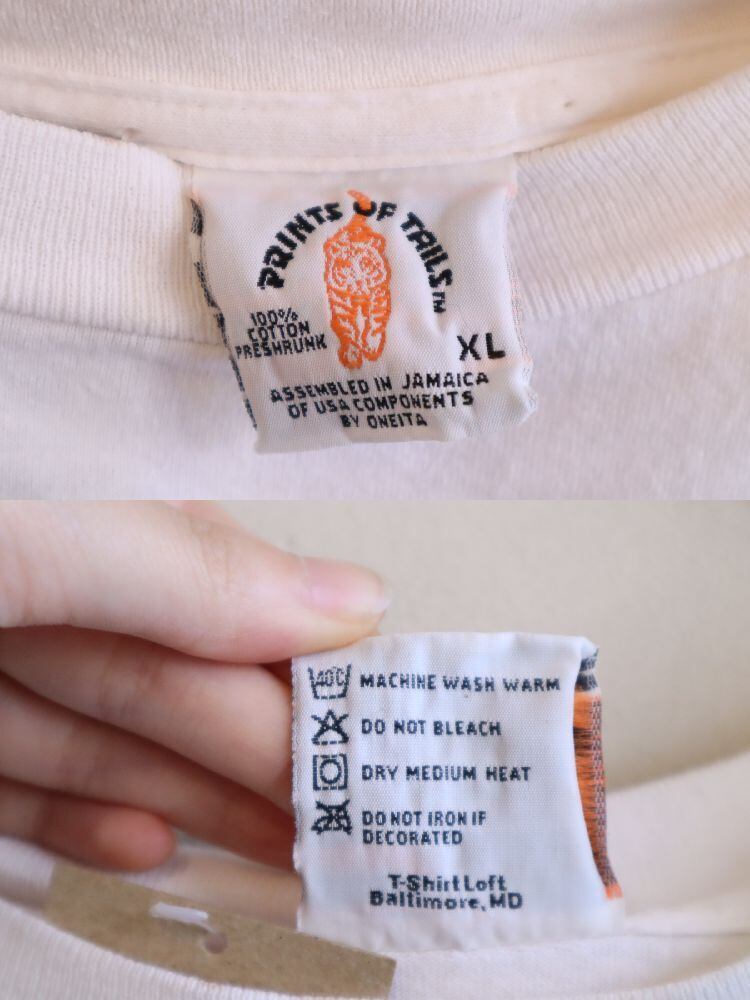 PRINTS OF TAILS™
100%
COTTON
PRESHRUNK
XL
ASSEMBLED IN JAMAICA
OF USA COMPONENTS
BY ONEITA
40°C MACHINE WASH WARM
DO NOT BLEACH
DRY MEDIUM HEAT
DO NOT IRON IF
DECORATED
T-Shirt Loft
Baltimore, MD